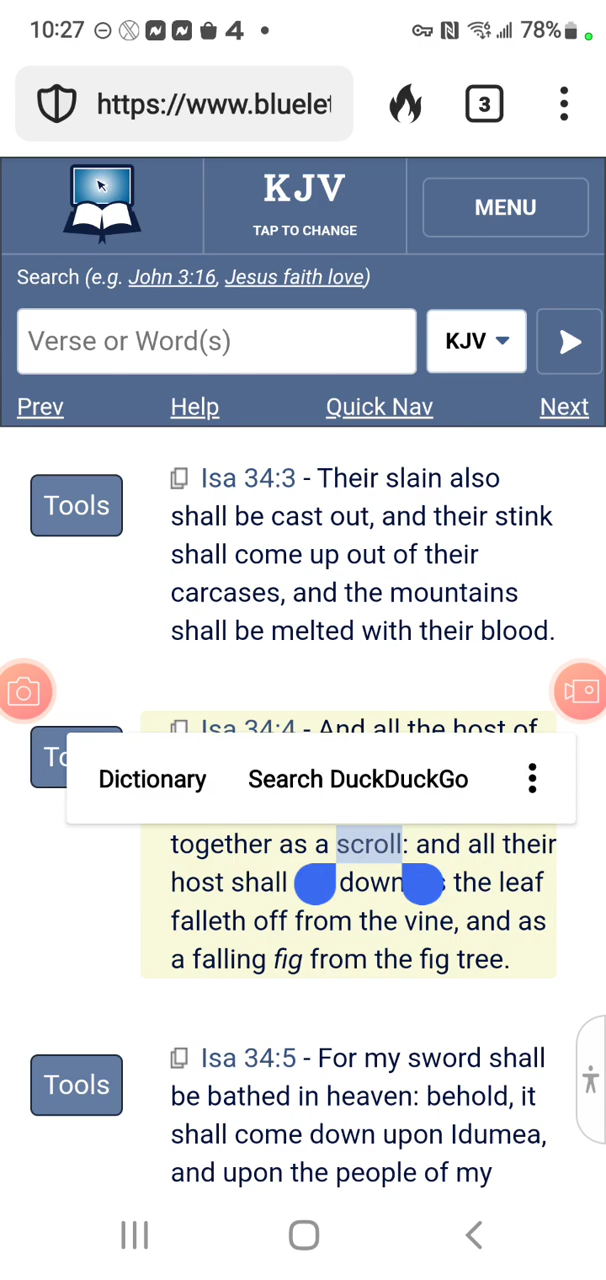 10:27 4 78%
https://www.bluelet 3
KJV
TAP TO CHANGE
MENU
Search (e.g. John 3:16, Jesus faith love)
Verse or Word(s)
KJV
Prev Help Quick Nav Next
Tools
Isa 34:3 - Their slain also
shall be cast out, and their stink
shall come up out of their
carcases, and the mountains
shall be melted with their blood.
Isa 34:4 - And all the host of
Dictionary Search DuckDuckGo
together as a scroll: and all their
host shall down the leaf
falleth off from the vine, and as
a falling fig from the fig tree.
Tools
Isa 34:5 - For my sword shall
be bathed in heaven: behold, it
shall come down upon Idumea,
and upon the people of my